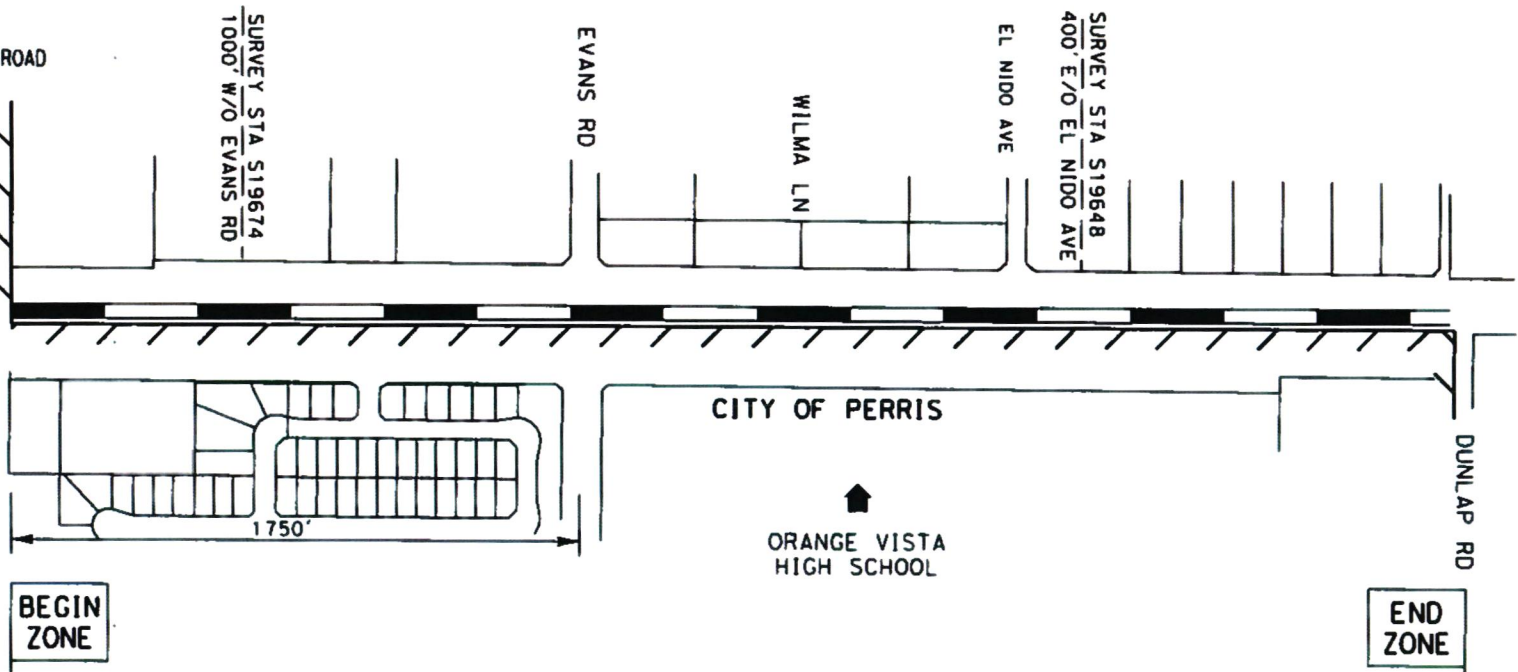 ROAD
SURVEY STA S19674
1000' W/O EVANS RD
EVANS RD
WILMA LN
EL NIDO AVE
SURVEY STA S19648
400' E/O EL NIDO AVE
CITY OF PERRIS
ORANGE VISTA
HIGH SCHOOL
1750'
DUNLAP RD
BEGIN
ZONE
END
ZONE